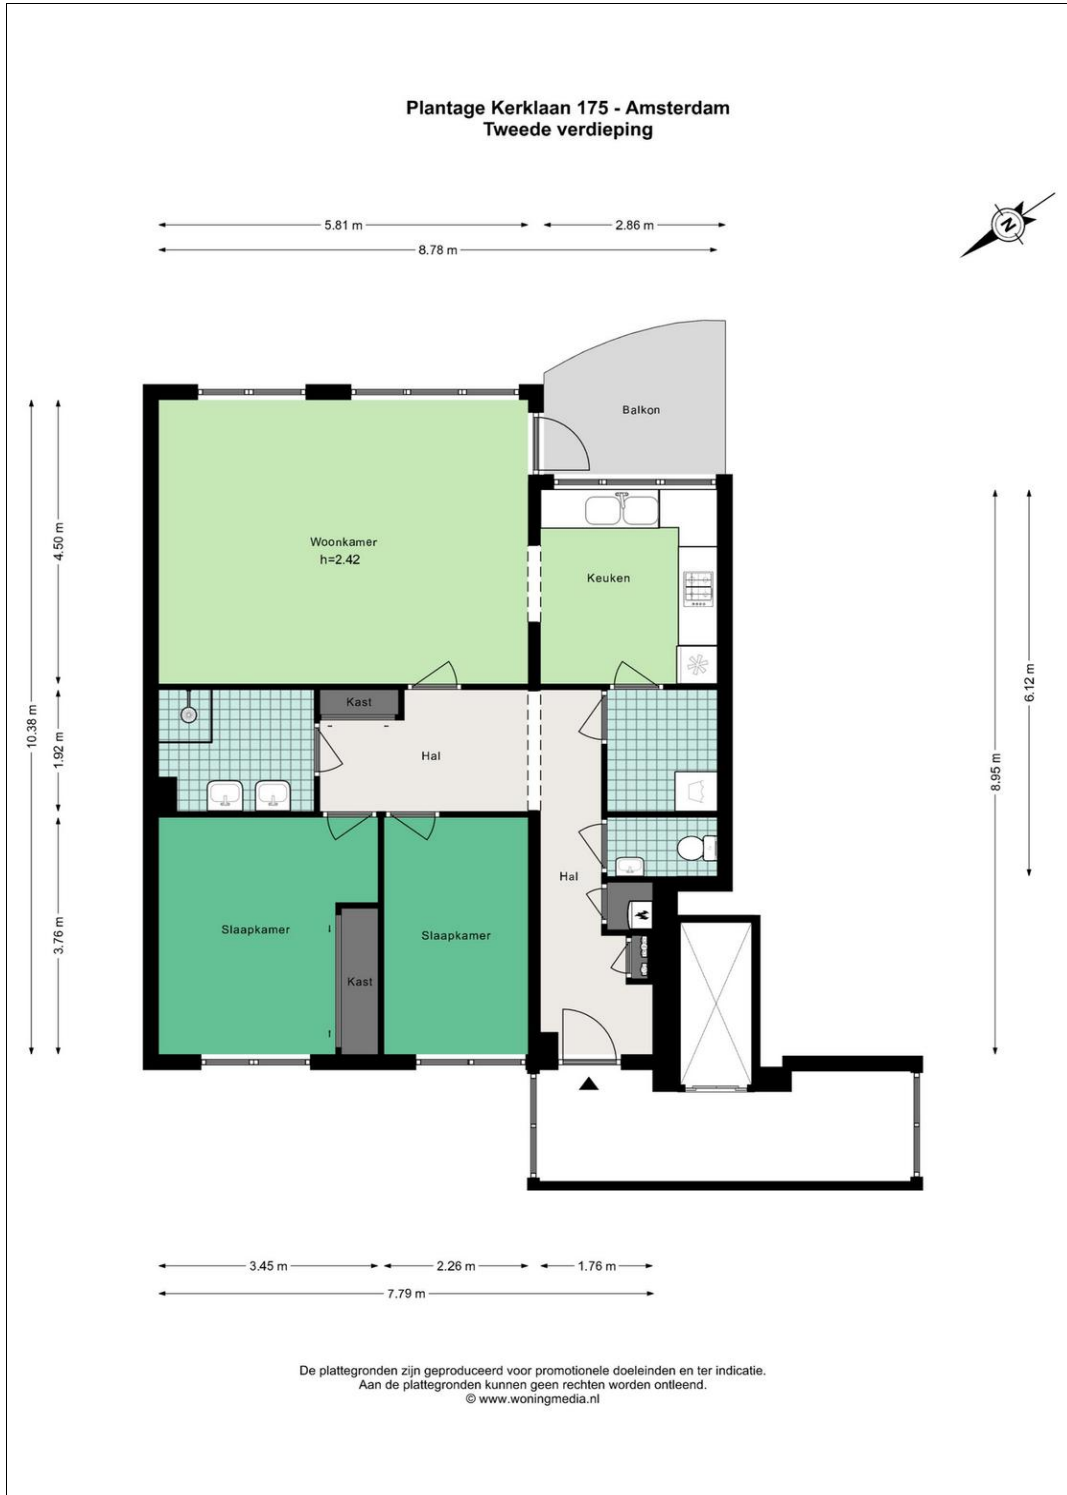 Plantage Kerklaan 175 - Amsterdam
Tweede verdieping
5.81 m
2.86 m
8.78 m
N
Balkon
4.50 m
Woonkamer
h=2.42
Keuken
10.38 m
1.92 m
6.12 m
8.95 m
Kast
Hal
3.76 m
Hal
Slaapkamer
Slaapkamer
Kast
3.45 m
2.26 m
1.76 m
7.79 m
De plattegronden zijn geproduceerd voor promotionele doeleinden en ter indicatie.
Aan de plattegronden kunnen geen rechten worden ontleend.
© www.woningmedia.nl